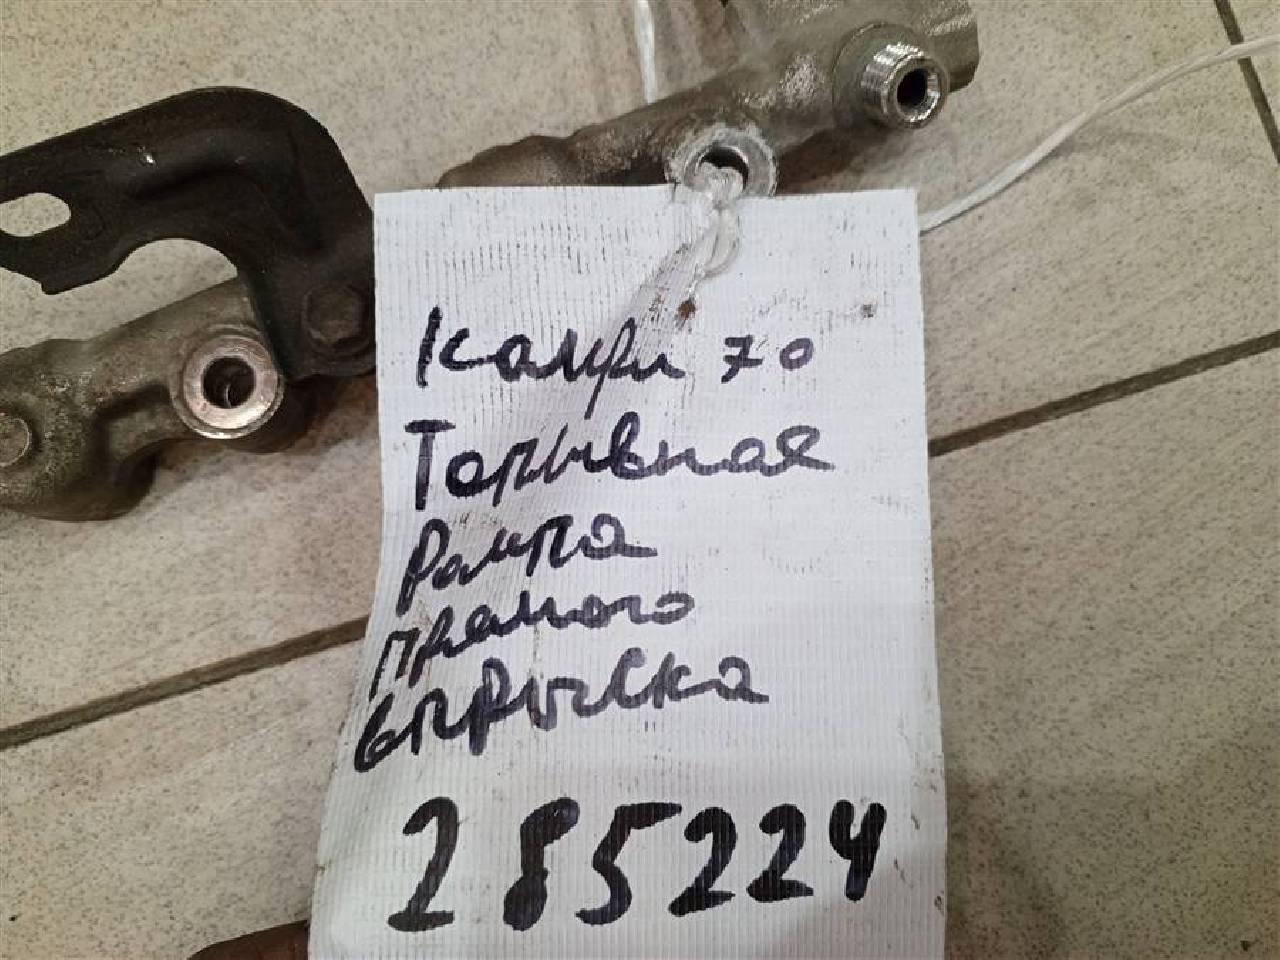 Камри 70
Топливная
Рампа
прямого
впрыска
285224